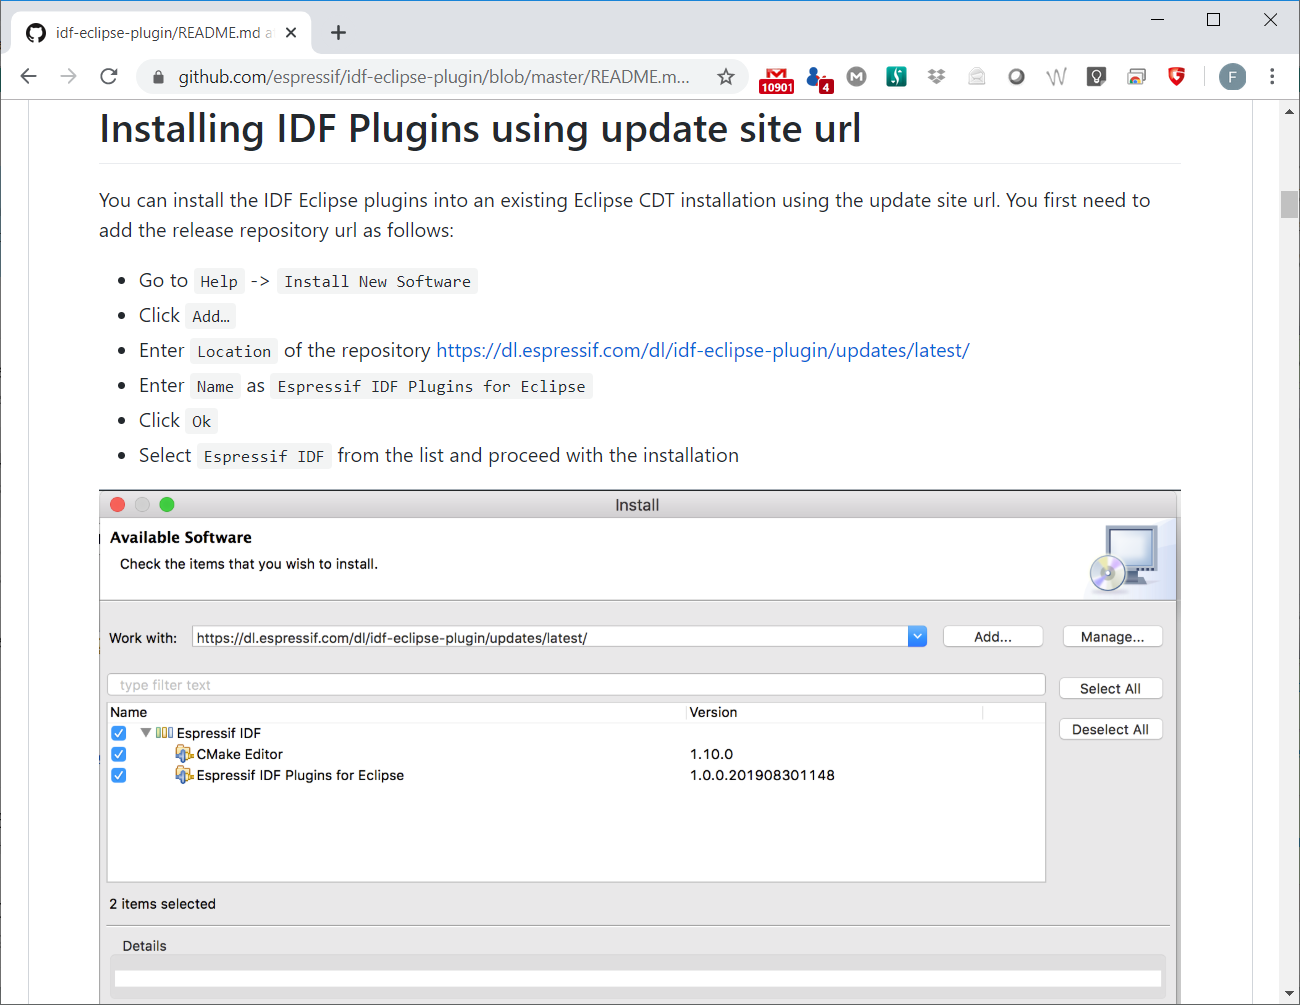 idf-eclipse-plugin/README.md a
github.com/espressif/idf-eclipse-plugin/blob/master/README.m...
10901
4
M
W
G
F
Installing IDF Plugins using update site url
You can install the IDF Eclipse plugins into an existing Eclipse CDT installation using the update site url. You first need to
add the release repository url as follows:
Go to Help -> Install New Software
Click Add…
Enter Location of the repository https://dl.espressif.com/dl/idf-eclipse-plugin/updates/latest/
Enter Name as Espressif IDF Plugins for Eclipse
Click Ok
Select Espressif IDF from the list and proceed with the installation
Install
Available Software
Check the items that you wish to install.
Work with: https://dl.espressif.com/dl/idf-eclipse-plugin/updates/latest/ Add... Manage...
type filter text
Select All
Name Version
Deselect All
Espressif IDF
CMake Editor 1.10.0
Espressif IDF Plugins for Eclipse 1.0.0.201908301148
2 items selected
Details